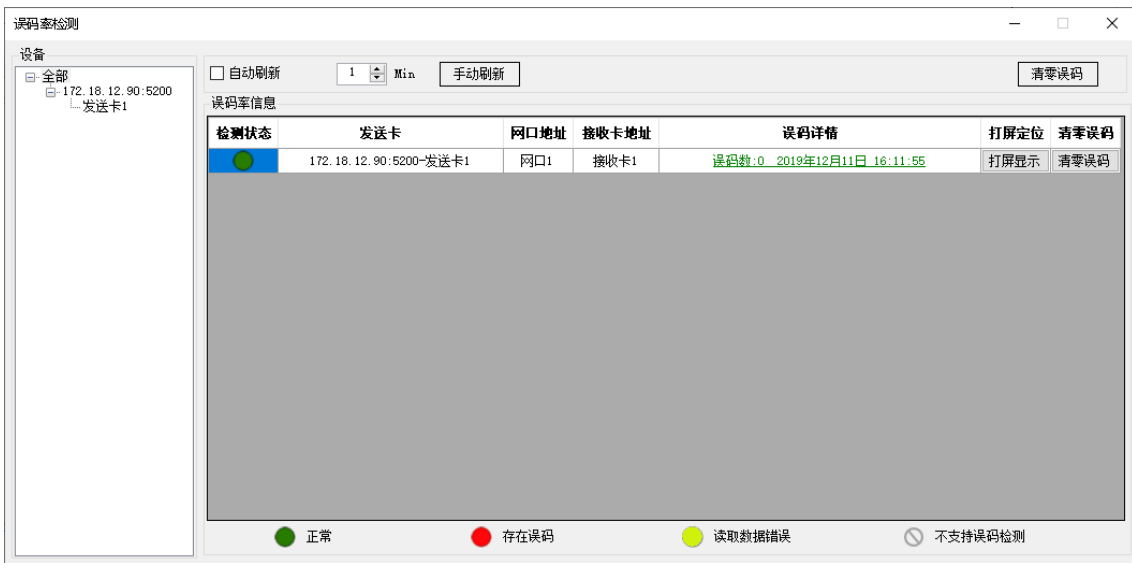 误码率检测
设备
全部
172.18.12.90:5200
发送卡1
自动刷新 1 Min 手动刷新 清零误码
误码率信息
检测状态 发送卡 网口地址 接收卡地址 误码详情 打屏定位 清零误码
172.18.12.90:5200-发送卡1 网口1 接收卡1 误码数:0 2019年12月11日 16:11:55 打屏显示 清零误码
正常 存在误码 读取数据错误 不支持误码检测